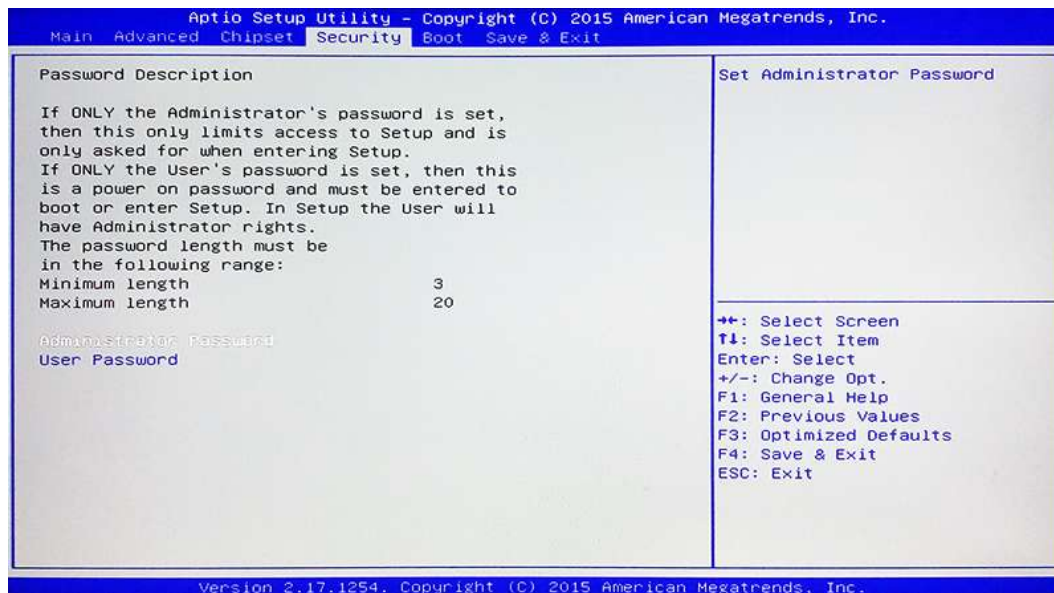 Aptio Setup Utility – Copyright (C) 2015 American Megatrends, Inc.
Main Advanced Chipset Security Boot Save & Exit
Password Description
If ONLY the Administrator's password is set,
then this only limits access to Setup and is
only asked for when entering Setup.
If ONLY the User's password is set, then this
is a power on password and must be entered to
boot or enter Setup. In Setup the User will
have Administrator rights.
The password length must be
in the following range:
Minimum length 3
Maximum length 20
Administrator Password
User Password
Set Administrator Password
→←: Select Screen
↑↓: Select Item
Enter: Select
+/-: Change Opt.
F1: General Help
F2: Previous Values
F3: Optimized Defaults
F4: Save & Exit
ESC: Exit
Version 2.17.1254. Copyright (C) 2015 American Megatrends, Inc.